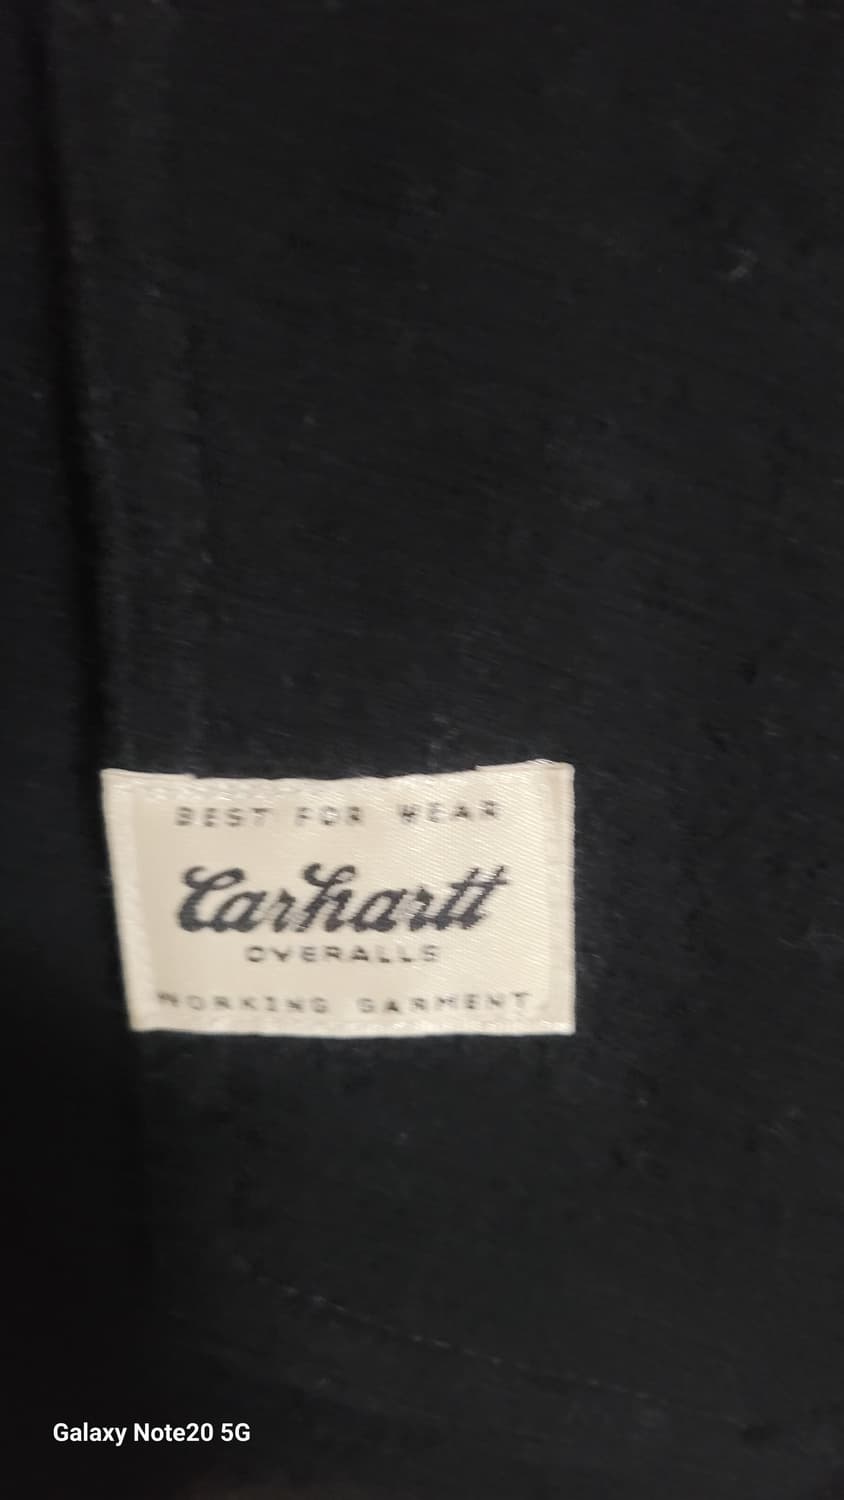 BEST FOR WEAR
Carhartt
OVERALLS
WORKING GARMENT
Galaxy Note20 5G